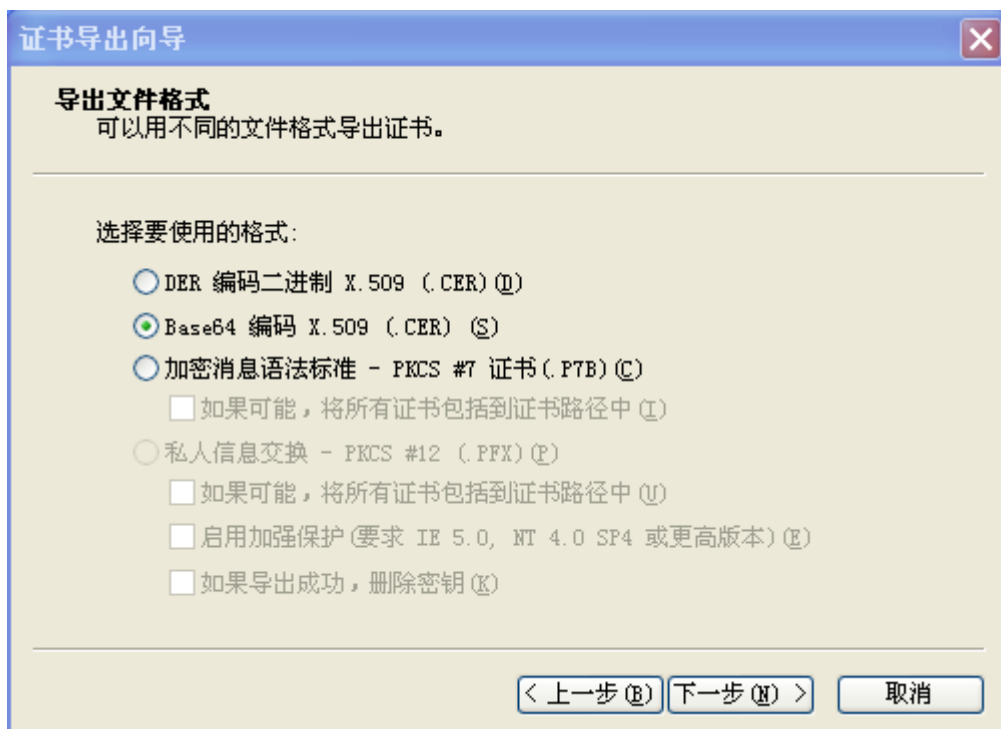 证书导出向导
导出文件格式
可以用不同的文件格式导出证书。
选择要使用的格式:
DER 编码二进制 X.509 (.CER)(D)
Base64 编码 X.509 (.CER) (S)
加密消息语法标准 - PKCS #7 证书(.P7B)(C)
如果可能，将所有证书包括到证书路径中(I)
私人信息交换 - PKCS #12 (.PFX)(P)
如果可能，将所有证书包括到证书路径中(U)
启用加强保护(要求 IE 5.0, NT 4.0 SP4 或更高版本)(E)
如果导出成功，删除密钥(K)
< 上一步(B) 下一步(N) > 取消